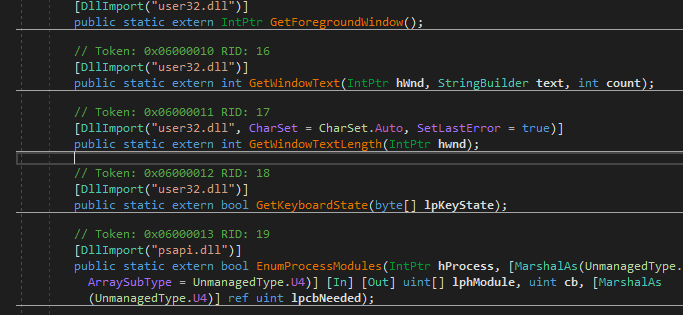 [DllImport("user32.dll")]
public static extern IntPtr GetForegroundWindow();
// Token: 0x06000010 RID: 16
[DllImport("user32.dll")]
public static extern int GetWindowText(IntPtr hWnd, StringBuilder text, int count);
// Token: 0x06000011 RID: 17
[DllImport("user32.dll", CharSet = CharSet.Auto, SetLastError = true)]
public static extern int GetWindowTextLength(IntPtr hwnd);
// Token: 0x06000012 RID: 18
[DllImport("user32.dll")]
public static extern bool GetKeyboardState(byte[] lpKeyState);
// Token: 0x06000013 RID: 19
[DllImport("psapi.dll")]
public static extern bool EnumProcessModules(IntPtr hProcess, [MarshalAs(UnmanagedType.
ArraySubType = UnmanagedType.U4)] [In] [Out] uint[] lphModule, uint cb, [MarshalAs
(UnmanagedType.U4)] ref uint lpcbNeeded);